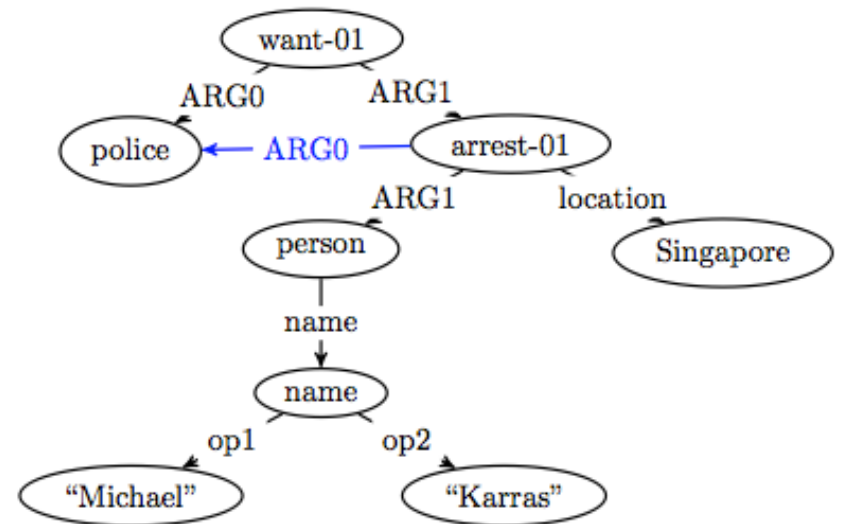 want-01
ARG0 ARG1
police ARG0 arrest-01
ARG1 location
person Singapore
name
name
op1 op2
“Michael” “Karras”